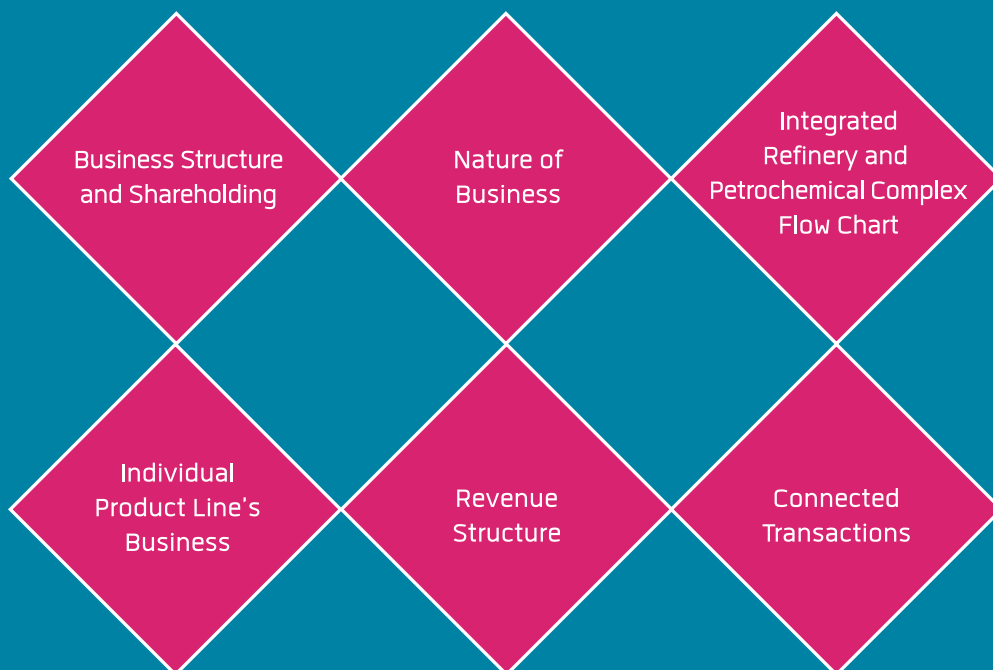 Business Structure
and Shareholding
Nature of
Business
Integrated
Refinery and
Petrochemical Complex
Flow Chart
Individual
Product Line's
Business
Revenue
Structure
Connected
Transactions